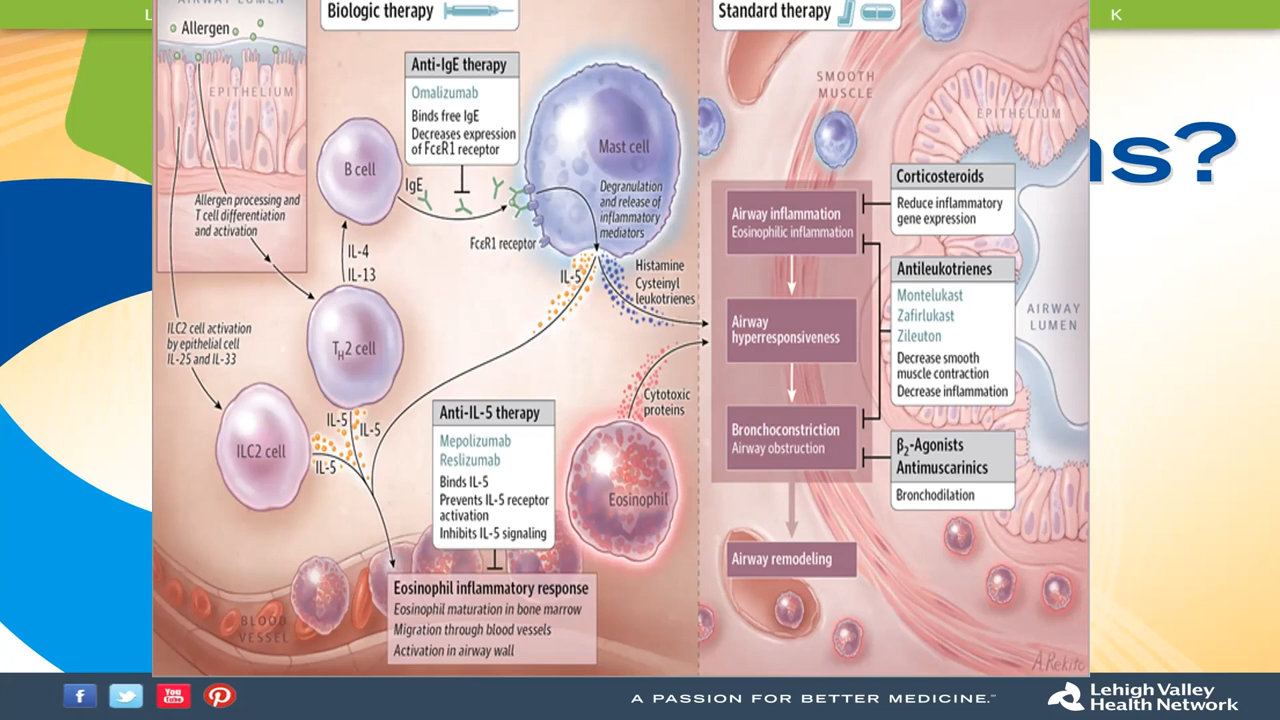 L
K
AIRWAY LUMEN
Allergen
EPITHELIUM
Allergen processing and
T cell differentiation
and activation
ILC2 cell activation
by epithelial cell
IL-25 and IL-33
Biologic therapy
Anti-IgE therapy
Omalizumab
Binds free IgE
Decreases expression
of FcεR1 receptor
B cell
IgE
FcεR1 receptor
Mast cell
Degranulation
and release of
inflammatory
mediators
IL-4
IL-13
TH2 cell
IL-5
Histamine
Cysteinyl
leukotrienes
ILC2 cell
IL-5
IL-5
IL-5
Anti-IL-5 therapy
Mepolizumab
Reslizumab
Binds IL-5
Prevents IL-5 receptor
activation
Inhibits IL-5 signaling
Cytotoxic
proteins
Eosinophil
BLOOD
VESSEL
Eosinophil inflammatory response
Eosinophil maturation in bone marrow
Migration through blood vessels
Activation in airway wall
Standard therapy
SMOOTH
MUSCLE
EPITHELIUM
Airway inflammation
Eosinophilic inflammation
Airway
hyperresponsiveness
Bronchoconstriction
Airway obstruction
Airway remodeling
Corticosteroids
Reduce inflammatory
gene expression
Antileukotrienes
Montelukast
Zafirlukast
Zileuton
Decrease smooth
muscle contraction
Decrease inflammation
β2-Agonists
Antimuscarinics
Bronchodilation
AIRWAY
LUMEN
A.Rekito
ns?
f
You
Tube
A PASSION FOR BETTER MEDICINE.™
Lehigh Valley
Health Network